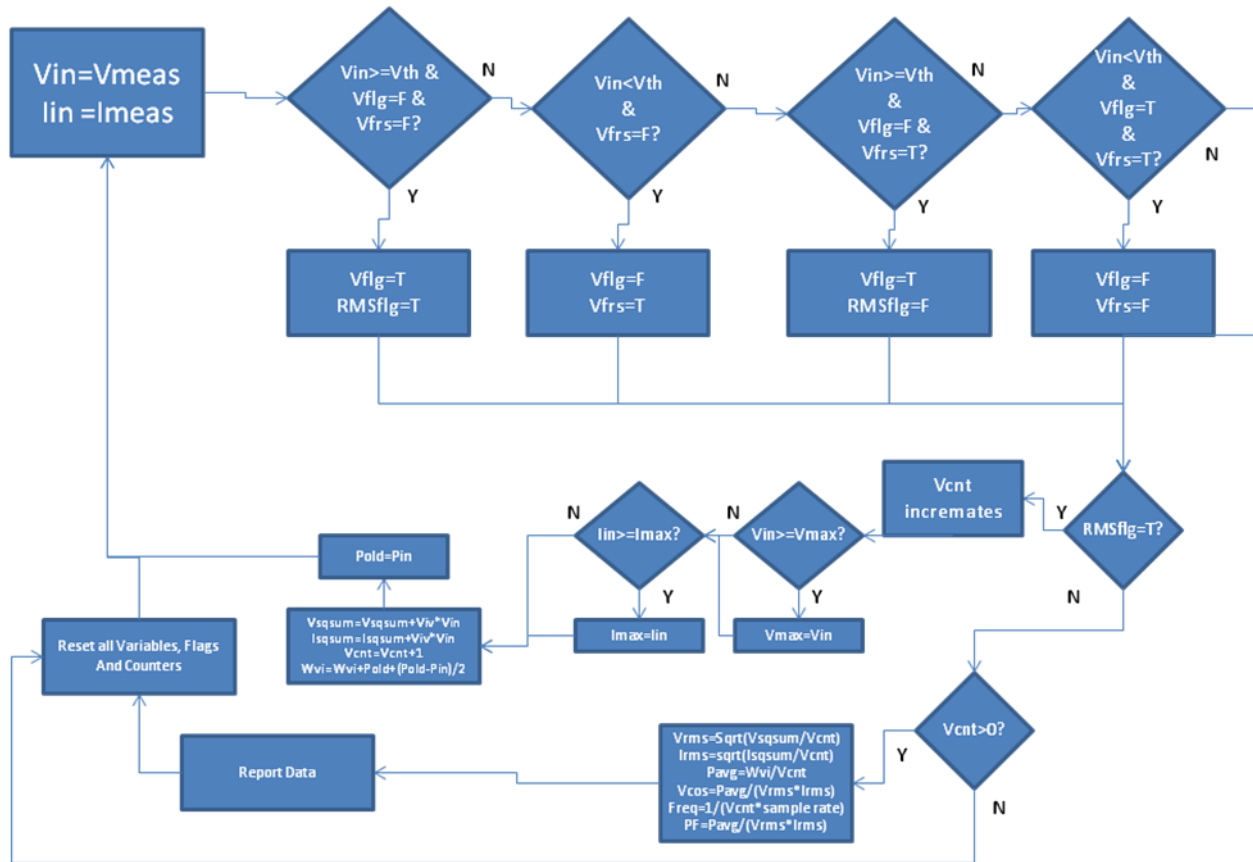 Vin=Vmeas
Iin =Imeas
Vin>=Vth &
Vflg=F &
Vfrs=F?
N
Y
Vin<Vth
&
Vfrs=F?
N
Y
Vin>=Vth
&
Vflg=F &
Vfrs=T?
N
Y
Vin<Vth
&
Vflg=T
&
Vfrs=T?
N
Y
Vflg=T
RMSflg=T
Vflg=F
Vfrs=T
Vflg=T
RMSflg=F
Vflg=F
Vfrs=F
RMSflg=T?
Y
N
Vcnt
incremates
Vin>=Vmax?
N
Y
Vmax=Vin
Iin>=Imax?
N
Y
Imax=Iin
Vsqsum=Vsqsum+Viv*Vin
Isqsum=Isqsum+Viv*Vin
Vcnt=Vcnt+1
Wvi=Wvi+Pold+(Pold-Pin)/2
Pold=Pin
Vcnt>0?
Y
N
Vrms=Sqrt(Vsqsum/Vcnt)
Irms=sqrt(Isqsum/Vcnt)
Pavg=Wvi/Vcnt
Vcos=Pavg/(Vrms*Irms)
Freq=1/(Vcnt*sample rate)
PF=Pavg/(Vrms*Irms)
Report Data
Reset all Variables, Flags
And Counters